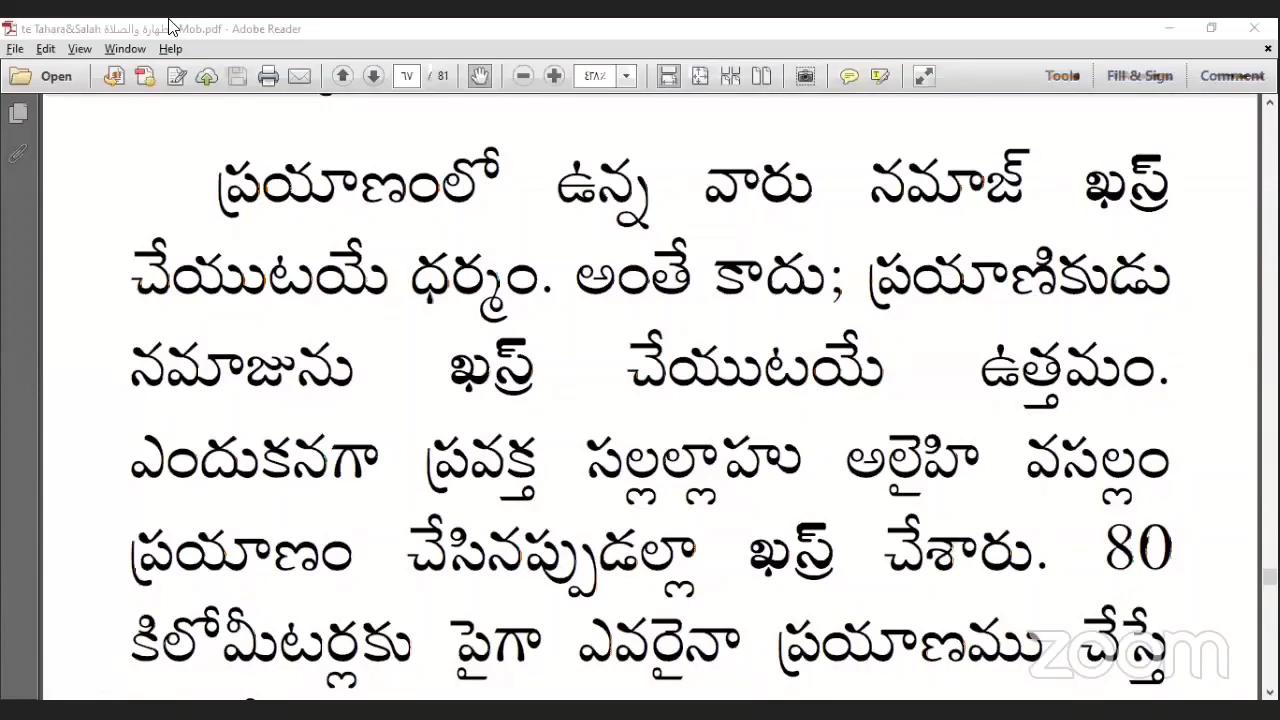 te Tahara&Salah الطهارة والصلاة Mob.pdf - Adobe Reader
File Edit View Window Help
Open ٦٧ / 81 ٤٣٨٪ Tools Fill & Sign Comment
ప్రయాణంలో ఉన్న వారు నమాజ్ ఖస్ర్
చేయుటయే ధర్మం. అంతే కాదు; ప్రయాణికుడు
నమాజును ఖస్ర్ చేయుటయే ఉత్తమం.
ఎందుకనగా ప్రవక్త సల్లల్లాహు అలైహి వసల్లం
ప్రయాణం చేసినప్పుడల్లా ఖస్ర్ చేశారు. 80
కిలోమీటర్లకు పైగా ఎవరైనా ప్రయాణము చేస్తే
zoom